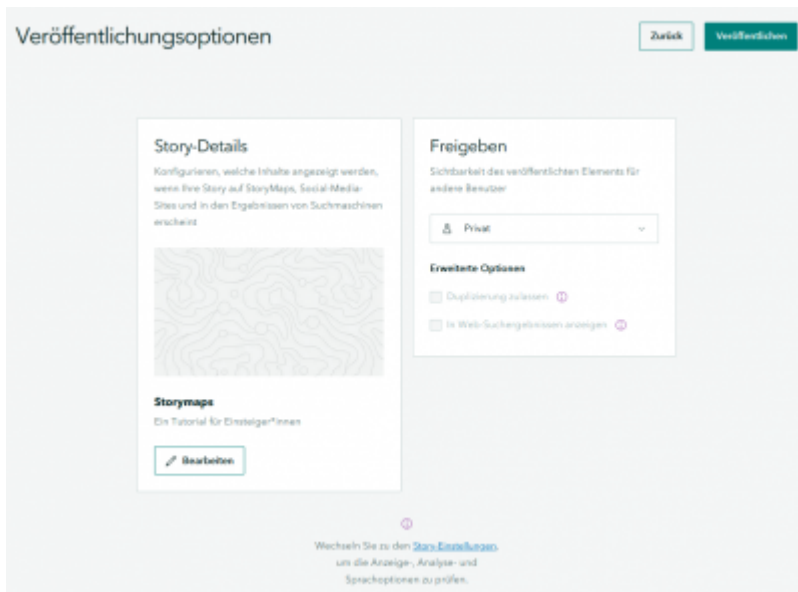 Veröffentlichungsoptionen
Zurück
Veröffentlichen
Story-Details
Konfigurieren, welche Inhalte angezeigt werden,
wenn Ihre Story auf StoryMaps, Social-Media-
Sites und in den Ergebnissen von Suchmaschinen
erscheint
Storymaps
Ein Tutorial für Einsteiger*innen
Bearbeiten
Freigeben
Sichtbarkeit des veröffentlichten Elements für
andere Benutzer
Privat
Erweiterte Optionen
Duplizierung zulassen
In Web-Suchergebnissen anzeigen
Wechseln Sie zu den Story-Einstellungen,
um die Anzeige-, Analyse- und
Sprachoptionen zu prüfen.